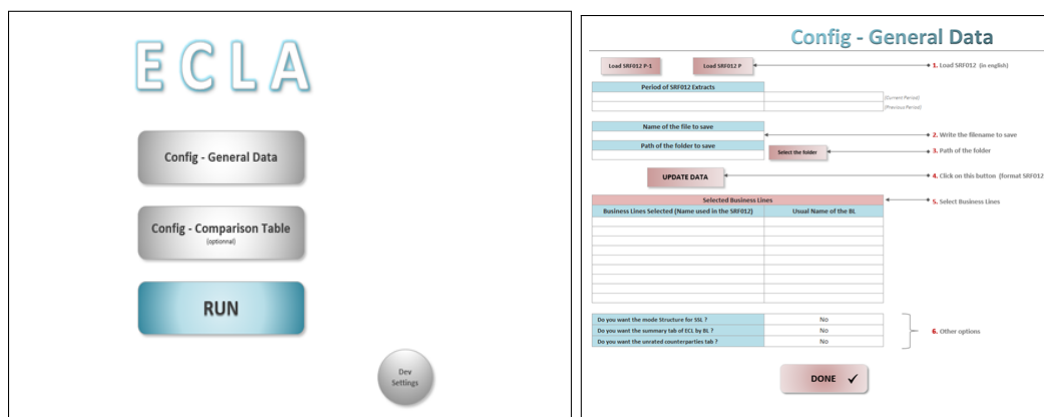 E C L A
Config - General Data
Config - Comparison Table
(optionnal)
RUN
Dev
Settings
Config - General Data
Load SRF012 P-1
Load SRF012 P
1. Load SRF012 (in english)
Period of SRF012 Extracts
(Current Period)
(Previous Period)
Name of the file to save
2. Write the filename to save
Path of the folder to save
Select the folder
3. Path of the folder
UPDATE DATA
4. Click on this button (format SRF012
Selected Business Lines
5. Select Business Lines
Business Lines Selected (Name used in the SRF012)
Usual Name of the BL
Do you want the mode Structure for SSL ?
No
Do you want the summary tab of ECL by BL ?
No
6. Other options
Do you want the unrated counterparties tab ?
No
DONE ✓